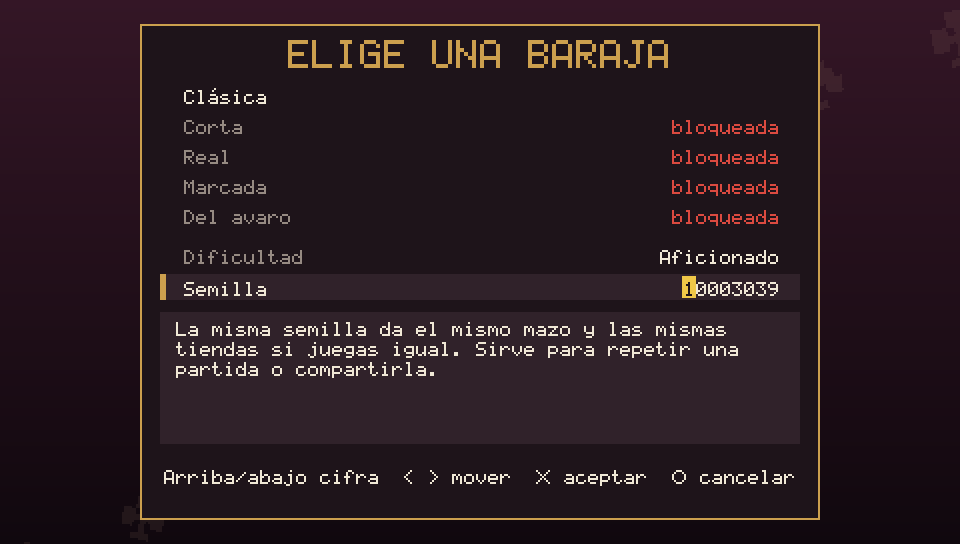 ELIGE UNA BARAJA
Clásica
Corta bloqueada
Real bloqueada
Marcada bloqueada
Del avaro bloqueada
Dificultad Aficionado
Semilla 10003039
La misma semilla da el mismo mazo y las mismas
tiendas si juegas igual. Sirve para repetir una
partida o compartirla.
Arriba/abajo cifra < > mover X aceptar O cancelar